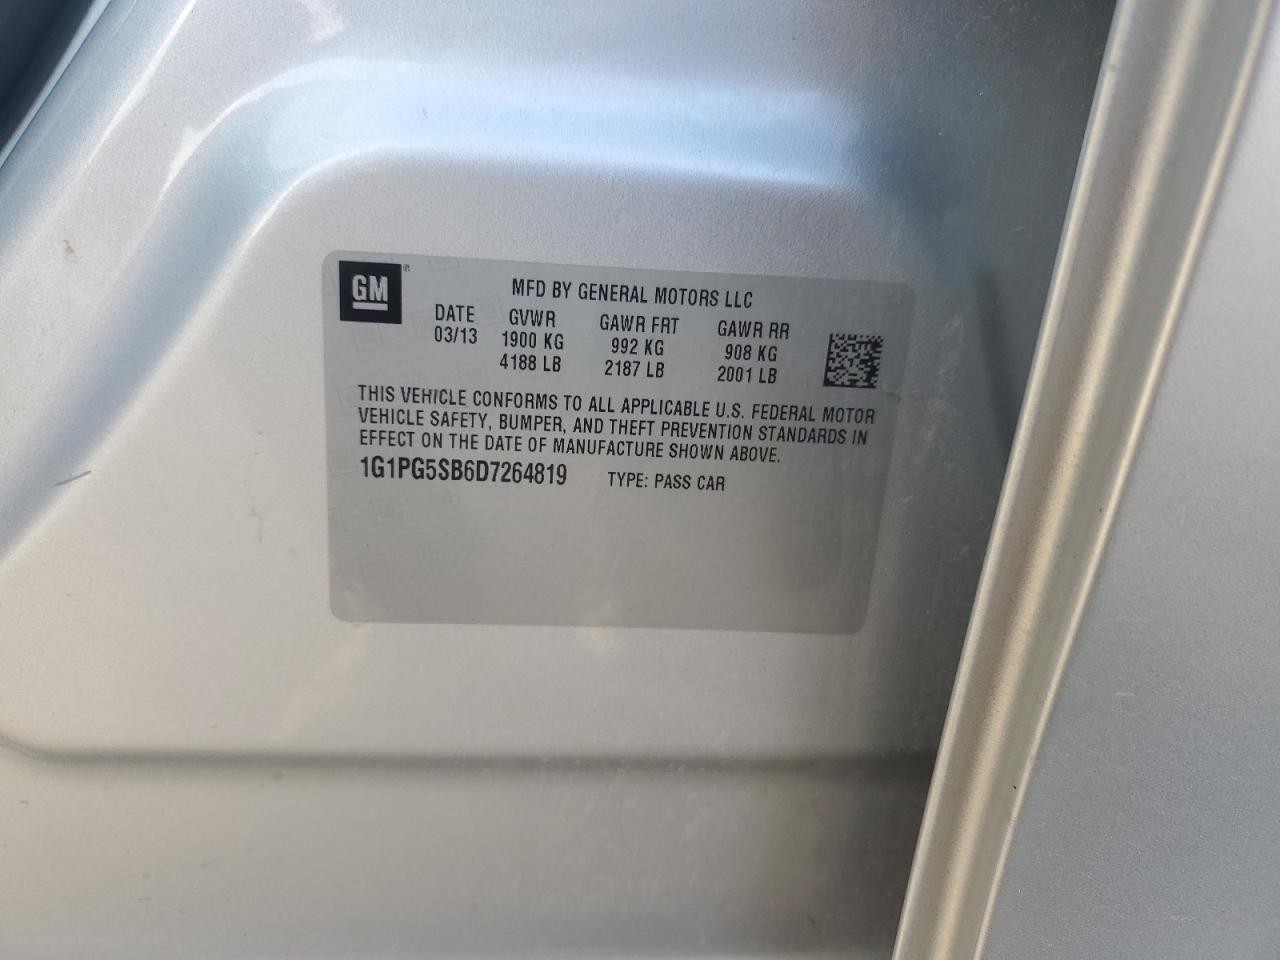 GM ®
MFD BY GENERAL MOTORS LLC
DATE GVWR GAWR FRT GAWR RR
03/13 1900 KG 992 KG 908 KG
4188 LB 2187 LB 2001 LB
THIS VEHICLE CONFORMS TO ALL APPLICABLE U.S. FEDERAL MOTOR
VEHICLE SAFETY, BUMPER, AND THEFT PREVENTION STANDARDS IN
EFFECT ON THE DATE OF MANUFACTURE SHOWN ABOVE.
1G1PG5SB6D7264819 TYPE: PASS CAR